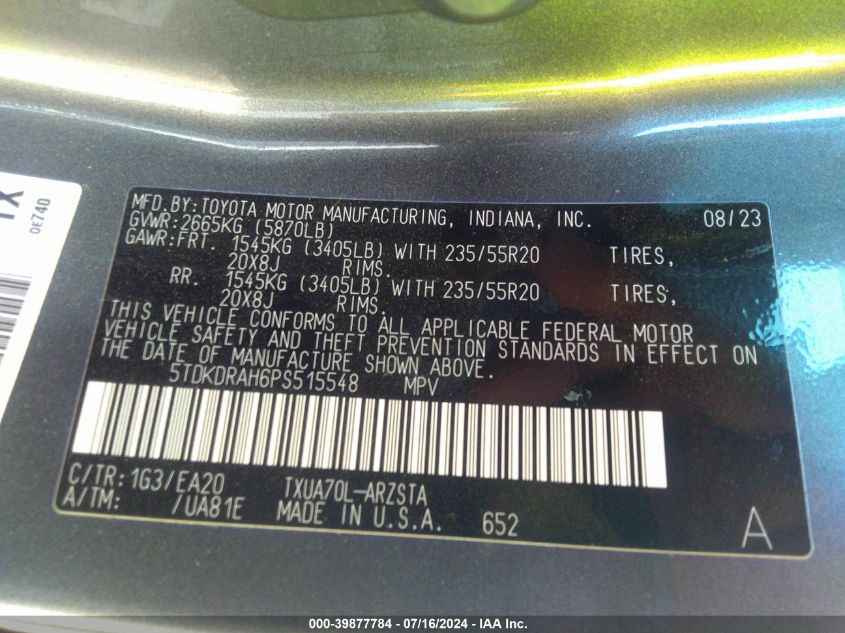 MFD.BY:TOYOTA MOTOR MANUFACTURING, INDIANA, INC. 08/23
GVWR:2665KG (5870LB)
GAWR:FRT. 1545KG (3405LB) WITH 235/55R20 TIRES,
20X8J RIMS.
RR. 1545KG (3405LB) WITH 235/55R20 TIRES,
20X8J RIMS.
THIS VEHICLE CONFORMS TO ALL APPLICABLE FEDERAL MOTOR
VEHICLE SAFETY AND THEFT PREVENTION STANDARDS IN EFFECT ON
THE DATE OF MANUFACTURE SHOWN ABOVE.
5TDKDRAH6PS515548 MPV
C/TR:1G3/EA20 TXUA70L-ARZSTA
A/TM: /UA81E MADE IN U.S.A. 652 A
0E740
000-39877784 - 07/16/2024 - IAA Inc.